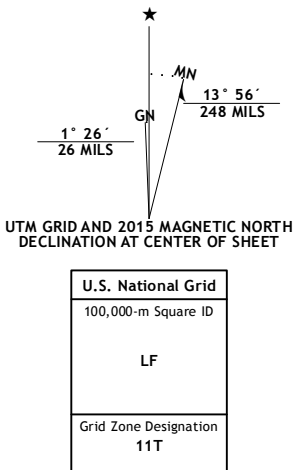 ★
MN
GN
13° 56´
248 MILS
1° 26´
26 MILS
UTM GRID AND 2015 MAGNETIC NORTH
DECLINATION AT CENTER OF SHEET
U.S. National Grid
100,000-m Square ID
LF
Grid Zone Designation
11T